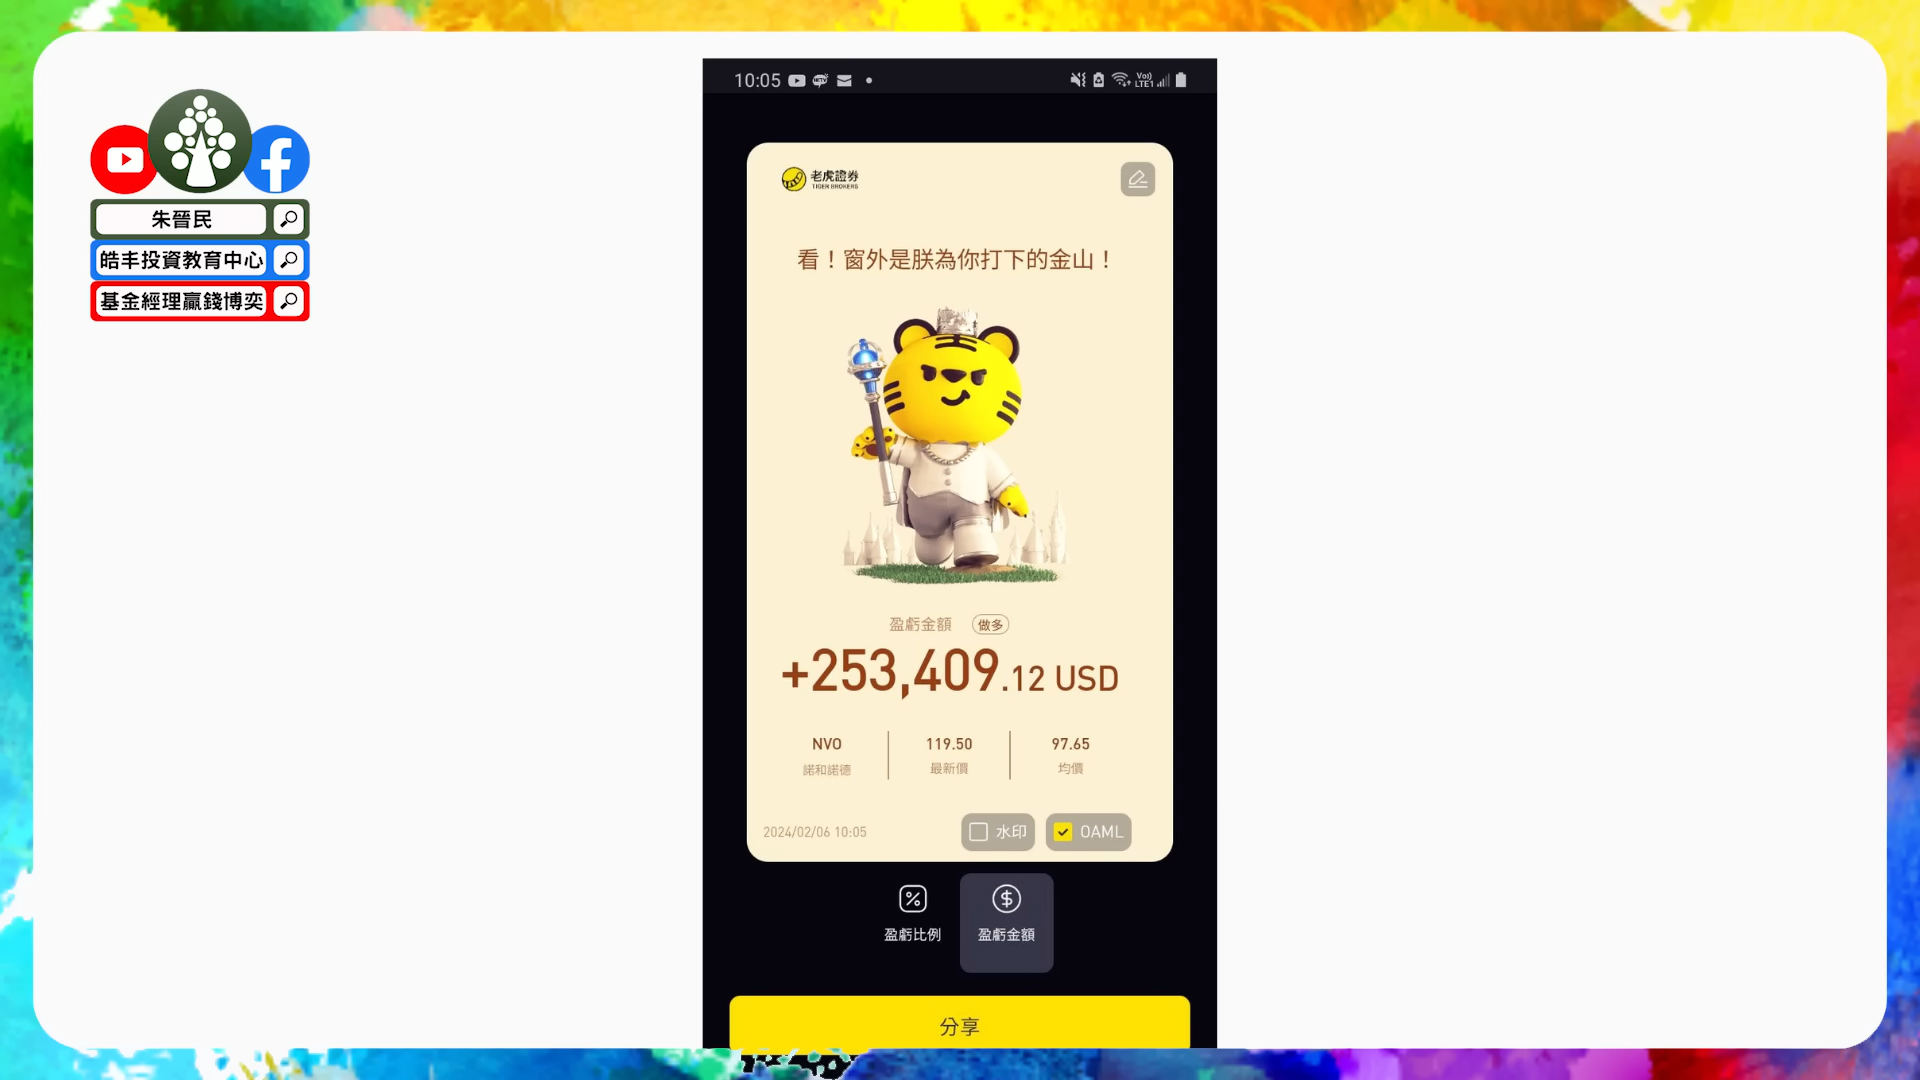 朱晉民
皓丰投資教育中心
基金經理贏錢博奕
10:05
VoLTE1
老虎證券
TIGER BROKERS
看！窗外是朕為你打下的金山！
盈虧金額 做多
+253,409.12 USD
NVO 119.50 97.65
諾和諾德 最新價 均價
2024/02/06 10:05 水印 OAML
盈虧比例 盈虧金額
分享